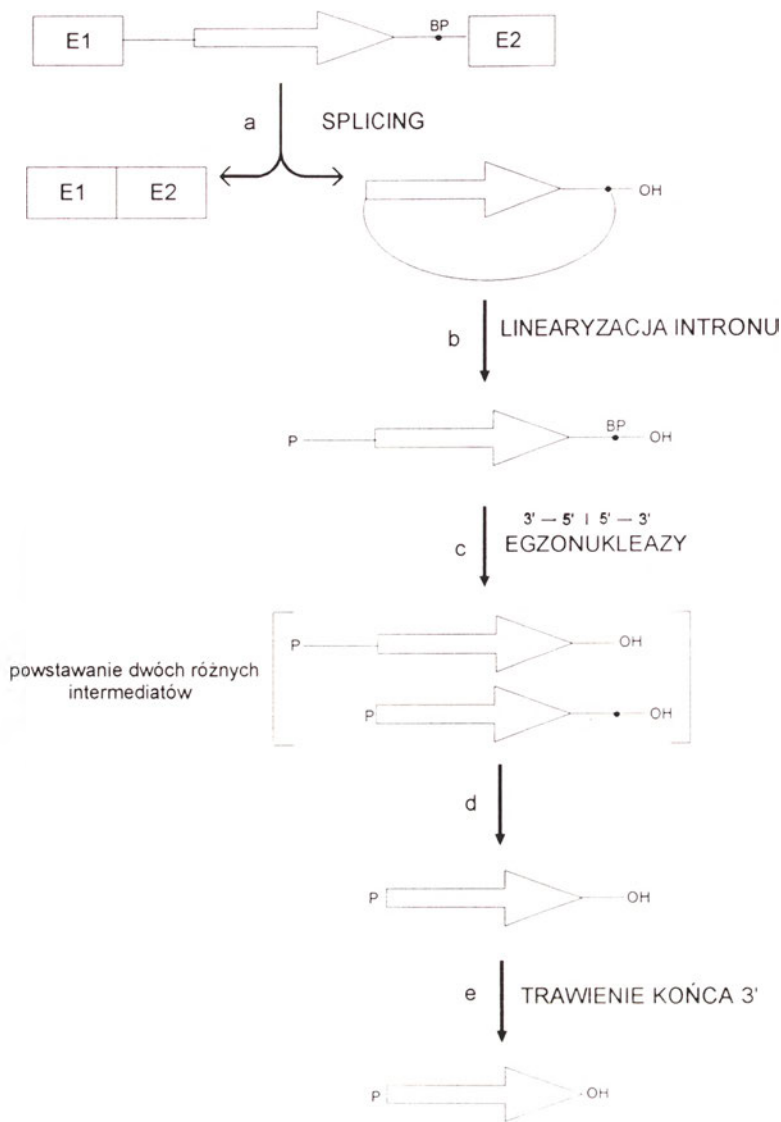 E1
BP
E2
a
SPLICING
E1
E2
OH
b
LINEARYZACJA INTRONU
P
BP
OH
3' — 5' I 5' — 3'
c
EGZONUKLEAZY
powstawanie dwóch różnych
intermediatów
P
OH
P
OH
d
P
OH
e
TRAWIENIE KOŃCA 3'
P
OH